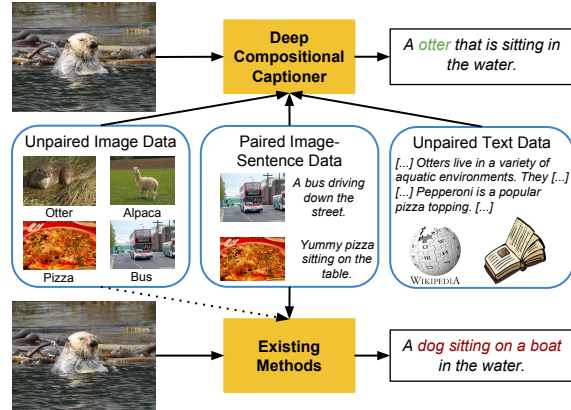 Deep
Compositional
Captioner
A otter that is sitting in
the water.
Unpaired Image Data
Otter
Alpaca
Pizza
Bus
Paired Image-
Sentence Data
A bus driving
down the
street.
Yummy pizza
sitting on the
table.
Unpaired Text Data
[...] Otters live in a variety of
aquatic environments. They [...]
[...] Pepperoni is a popular
pizza topping. [...]
WIKIPEDIA
Existing
Methods
A dog sitting on a boat
in the water.